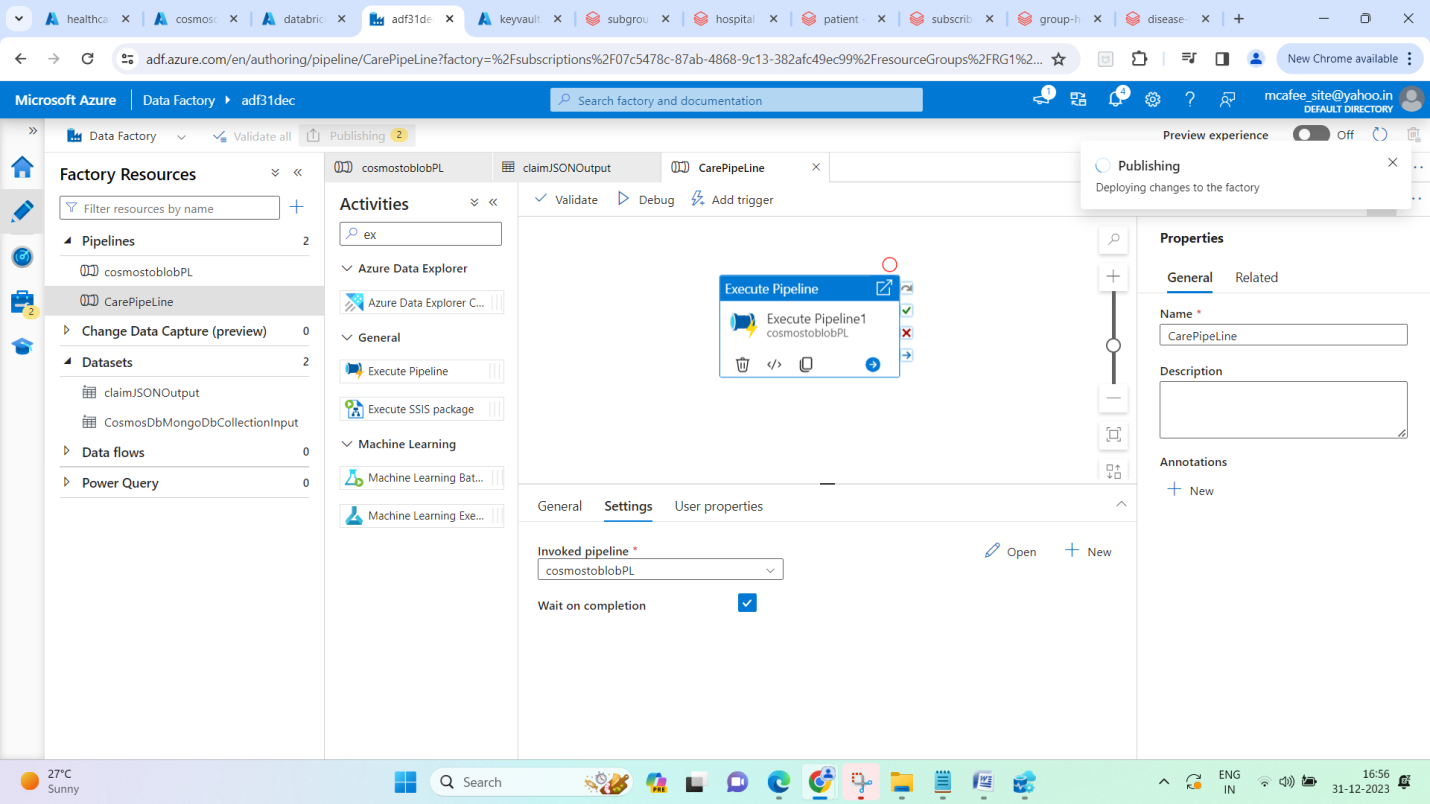 healthca
cosmosc
databric
adf31de
keyvault
subgrou
hospital
patient -
subscrib
group-h
disease-
adf.azure.com/en/authoring/pipeline/CarePipeLine?factory=%2Fsubscriptions%2F07c5478c-87ab-4868-9c13-382afc49ec99%2FresourceGroups%2FRG1%2...
New Chrome available
Microsoft Azure
Data Factory
adf31dec
Search factory and documentation
1
4
mcafee_site@yahoo.in
DEFAULT DIRECTORY
Data Factory
Validate all
Publishing 2
Preview experience
Off
Publishing
Deploying changes to the factory
cosmostoblobPL
claimJSONOutput
CarePipeLine
Factory Resources
Filter resources by name
Pipelines 2
cosmostoblobPL
CarePipeLine
Change Data Capture (preview) 0
Datasets 2
claimJSONOutput
CosmosDbMongoDbCollectionInput
Data flows 0
Power Query 0
2
Activities
ex
Azure Data Explorer
Azure Data Explorer C...
General
Execute Pipeline
Execute SSIS package
Machine Learning
Machine Learning Bat...
Machine Learning Exe...
Validate
Debug
Add trigger
Execute Pipeline
Execute Pipeline1
cosmostoblobPL
General
Settings
User properties
Invoked pipeline *
cosmostoblobPL
Open
New
Wait on completion
Properties
General
Related
Name *
CarePipeLine
Description
Annotations
New
27°C
Sunny
Search
PRE
ENG
IN
16:56
31-12-2023